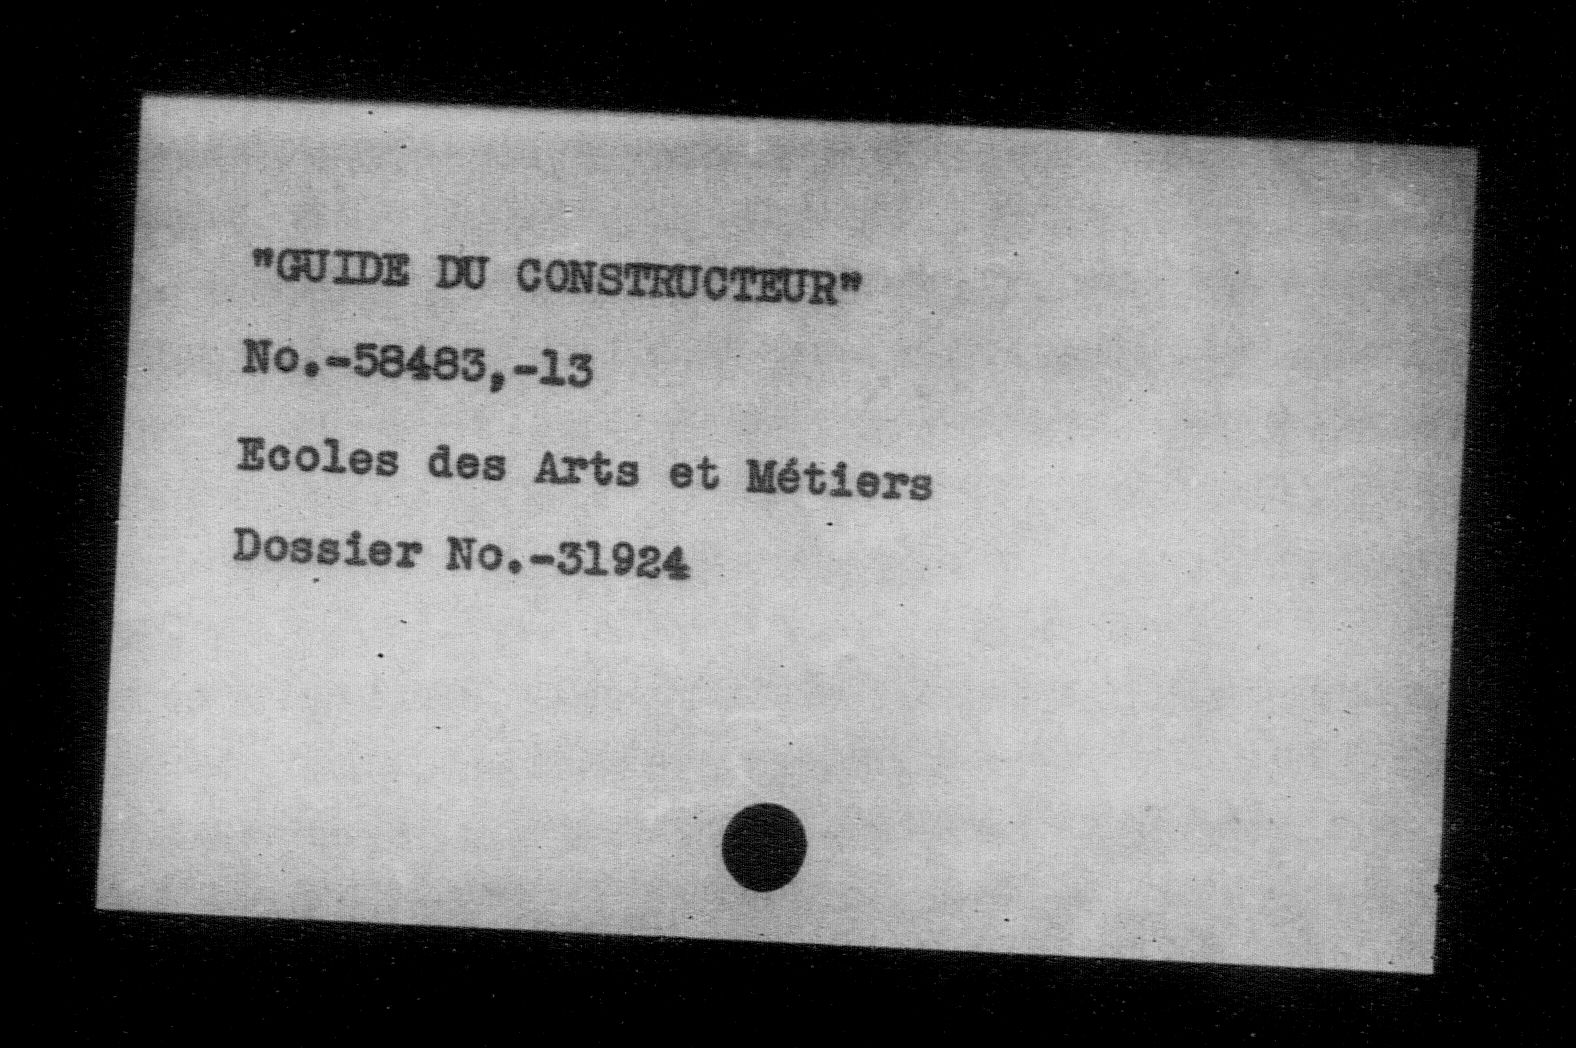 "GUIDE DU CONSTRUCTEUR"
No.-58483,-13
Ecoles des Arts et Métiers
Dossier No.-31924